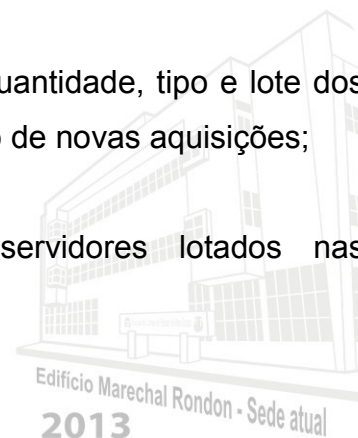 uantidade, tipo e lote dos
o de novas aquisições;
servidores lotados nas
Edifício Marechal Rondon - Sede atual
2013